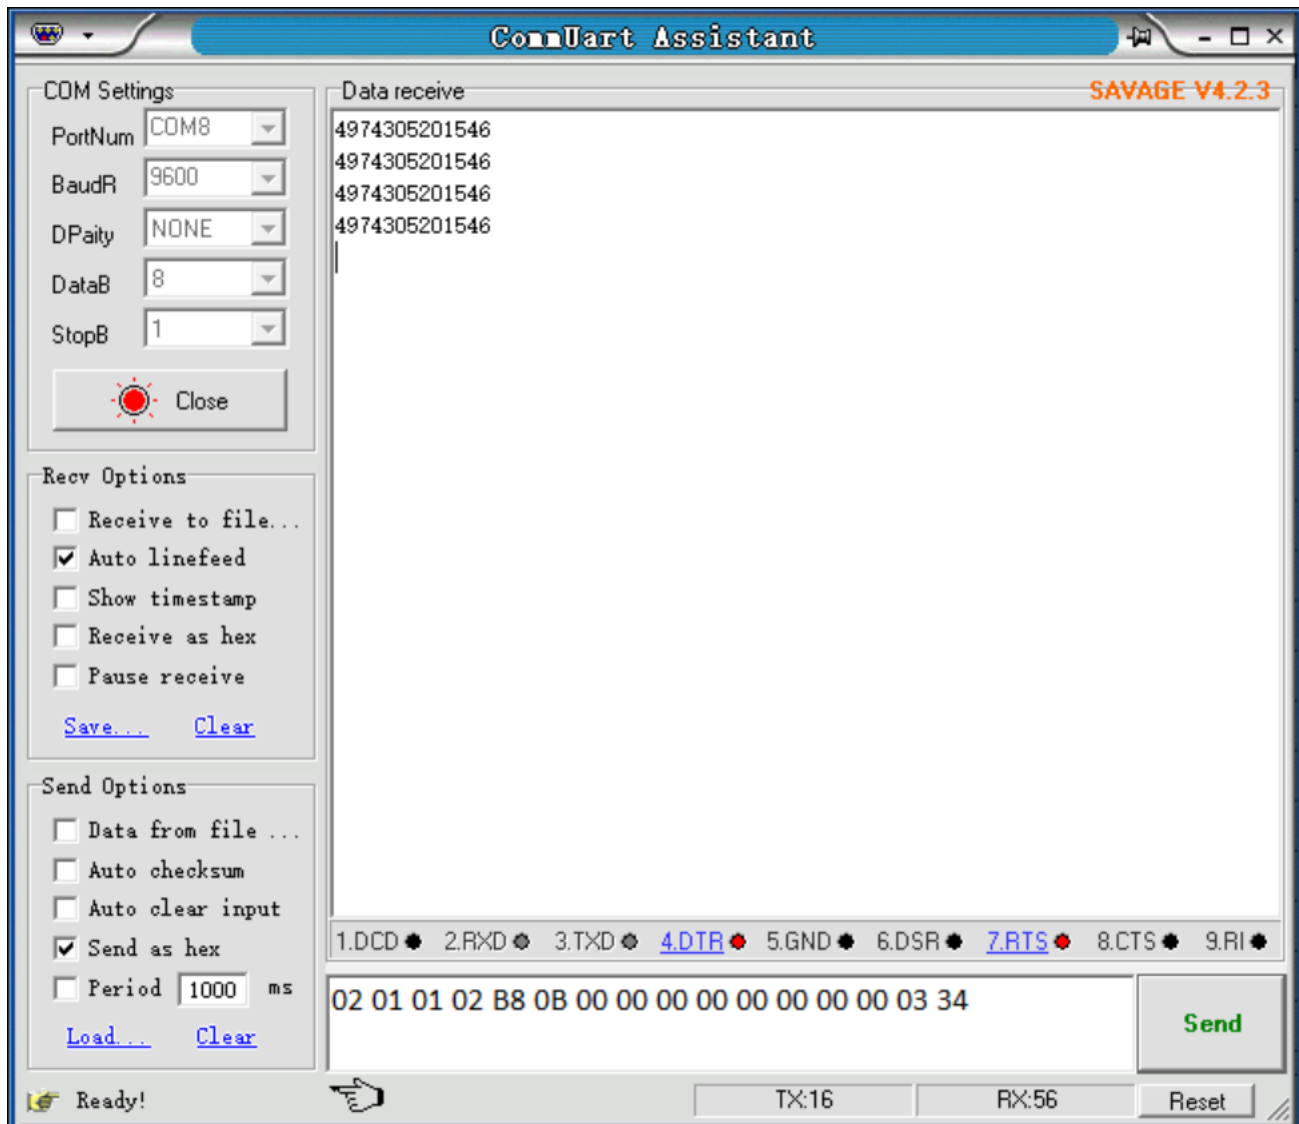 CommUart Assistant
COM Settings
PortNum COM8
BaudR 9600
DPaity NONE
DataB 8
StopB 1
Close
Recv Options
Receive to file...
Auto linefeed
Show timestamp
Receive as hex
Pause receive
Save... Clear
Send Options
Data from file ...
Auto checksum
Auto clear input
Send as hex
Period 1000 ms
Load... Clear
Data receive SAVAGE V4.2.3
4974305201546
4974305201546
4974305201546
4974305201546
1.DCD 2.RXD 3.TXD 4.DTR 5.GND 6.DSR 7.RTS 8.CTS 9.RI
02 01 01 02 B8 0B 00 00 00 00 00 00 00 00 03 34
Send
Ready! TX:16 RX:56 Reset